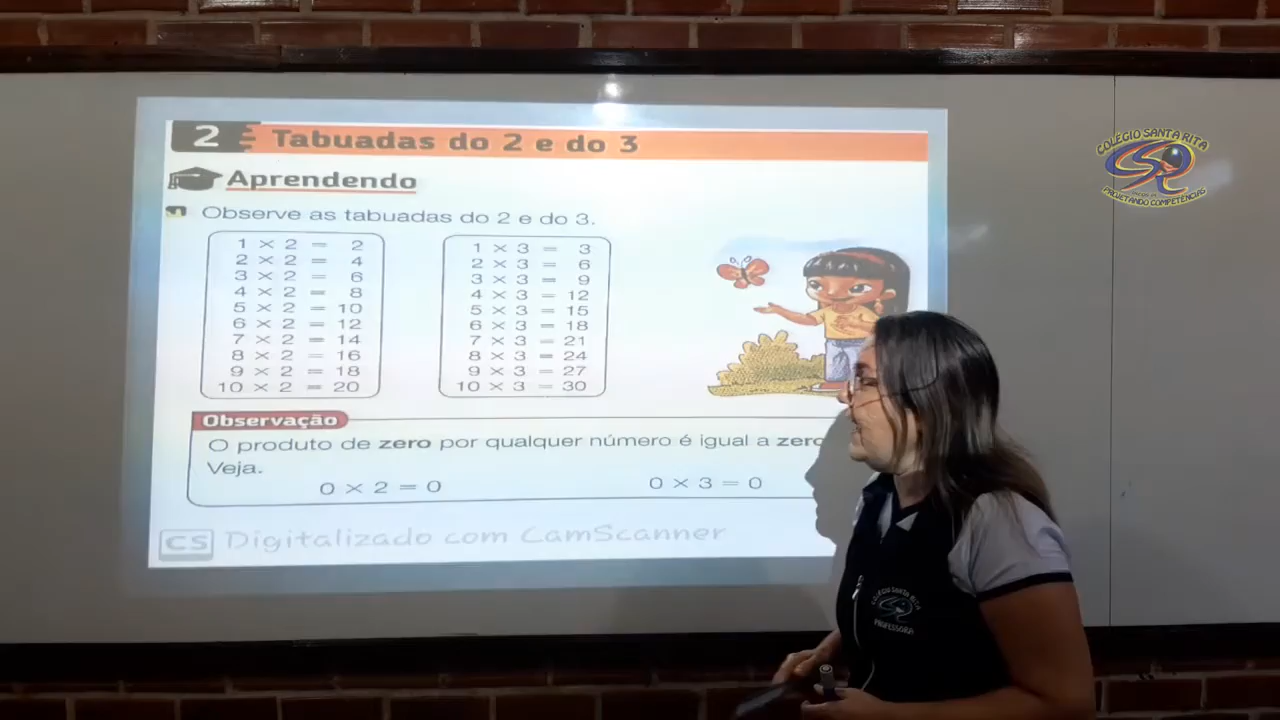 2 Tabuadas do 2 e do 3
Aprendendo
1 Observe as tabuadas do 2 e do 3.
1 × 2 = 2
2 × 2 = 4
3 × 2 = 6
4 × 2 = 8
5 × 2 = 10
6 × 2 = 12
7 × 2 = 14
8 × 2 = 16
9 × 2 = 18
10 × 2 = 20
1 × 3 = 3
2 × 3 = 6
3 × 3 = 9
4 × 3 = 12
5 × 3 = 15
6 × 3 = 18
7 × 3 = 21
8 × 3 = 24
9 × 3 = 27
10 × 3 = 30
Observação
O produto de zero por qualquer número é igual a zero
Veja.
0 × 2 = 0 0 × 3 = 0
CS Digitalizado com CamScanner
COLÉGIO SANTA RITA
PROJETANDO COMPETÊNCIAS
COLÉGIO SANTA RITA
PROFESSORA